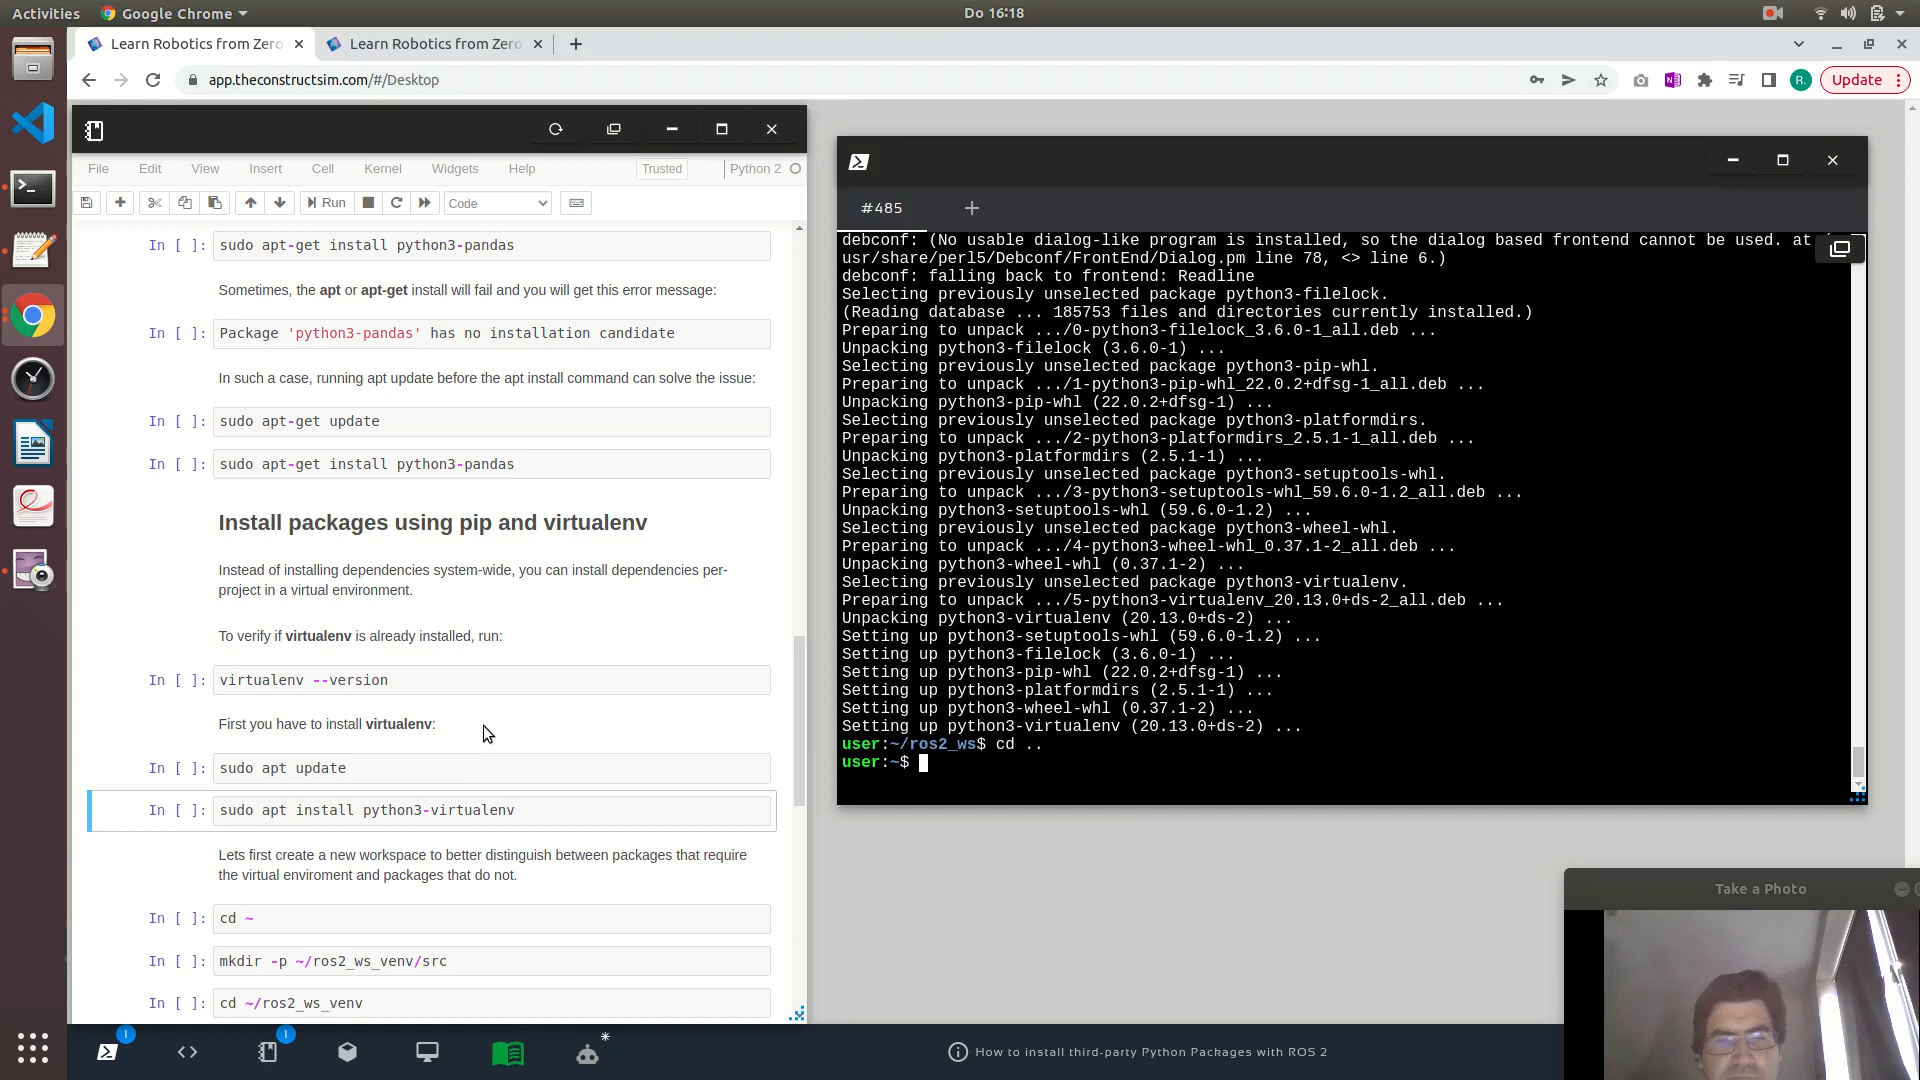 Activities
Google Chrome
Do 16:18
Learn Robotics from Zero
Learn Robotics from Zero
app.theconstructsim.com/#/Desktop
R.
Update
File Edit View Insert Cell Kernel Widgets Help
Trusted
Python 2
Run
Code
In [ ]: sudo apt-get install python3-pandas
Sometimes, the apt or apt-get install will fail and you will get this error message:
In [ ]: Package 'python3-pandas' has no installation candidate
In such a case, running apt update before the apt install command can solve the issue:
In [ ]: sudo apt-get update
In [ ]: sudo apt-get install python3-pandas
Install packages using pip and virtualenv
Instead of installing dependencies system-wide, you can install dependencies per-
project in a virtual environment.
To verify if virtualenv is already installed, run:
In [ ]: virtualenv --version
First you have to install virtualenv:
In [ ]: sudo apt update
In [ ]: sudo apt install python3-virtualenv
Lets first create a new workspace to better distinguish between packages that require
the virtual enviroment and packages that do not.
In [ ]: cd ~
In [ ]: mkdir -p ~/ros2_ws_venv/src
In [ ]: cd ~/ros2_ws_venv
#485
debconf: (No usable dialog-like program is installed, so the dialog based frontend cannot be used. at /
usr/share/perl5/Debconf/FrontEnd/Dialog.pm line 78, <> line 6.)
debconf: falling back to frontend: Readline
Selecting previously unselected package python3-filelock.
(Reading database ... 185753 files and directories currently installed.)
Preparing to unpack .../0-python3-filelock_3.6.0-1_all.deb ...
Unpacking python3-filelock (3.6.0-1) ...
Selecting previously unselected package python3-pip-whl.
Preparing to unpack .../1-python3-pip-whl_22.0.2+dfsg-1_all.deb ...
Unpacking python3-pip-whl (22.0.2+dfsg-1) ...
Selecting previously unselected package python3-platformdirs.
Preparing to unpack .../2-python3-platformdirs_2.5.1-1_all.deb ...
Unpacking python3-platformdirs (2.5.1-1) ...
Selecting previously unselected package python3-setuptools-whl.
Preparing to unpack .../3-python3-setuptools-whl_59.6.0-1.2_all.deb ...
Unpacking python3-setuptools-whl (59.6.0-1.2) ...
Selecting previously unselected package python3-wheel-whl.
Preparing to unpack .../4-python3-wheel-whl_0.37.1-2_all.deb ...
Unpacking python3-wheel-whl (0.37.1-2) ...
Selecting previously unselected package python3-virtualenv.
Preparing to unpack .../5-python3-virtualenv_20.13.0+ds-2_all.deb ...
Unpacking python3-virtualenv (20.13.0+ds-2) ...
Setting up python3-setuptools-whl (59.6.0-1.2) ...
Setting up python3-filelock (3.6.0-1) ...
Setting up python3-pip-whl (22.0.2+dfsg-1) ...
Setting up python3-platformdirs (2.5.1-1) ...
Setting up python3-wheel-whl (0.37.1-2) ...
Setting up python3-virtualenv (20.13.0+ds-2) ...
user:~/ros2_ws$ cd ..
user:~$
Take a Photo
1
1
How to install third-party Python Packages with ROS 2